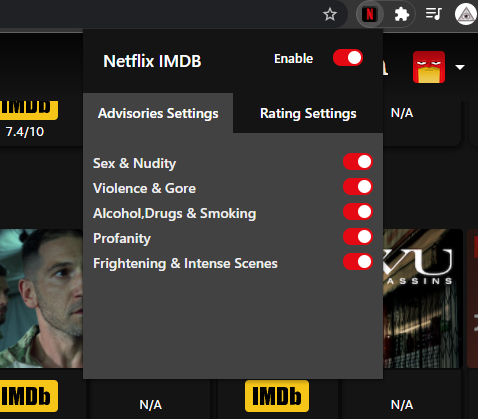 N
Netflix IMDB
Enable
Advisories Settings
Rating Settings
Sex & Nudity
Violence & Gore
Alcohol,Drugs & Smoking
Profanity
Frightening & Intense Scenes
IMDb
7.4/10
N/A
VU
ASSINS
IMDb
N/A
IMDb
N/A